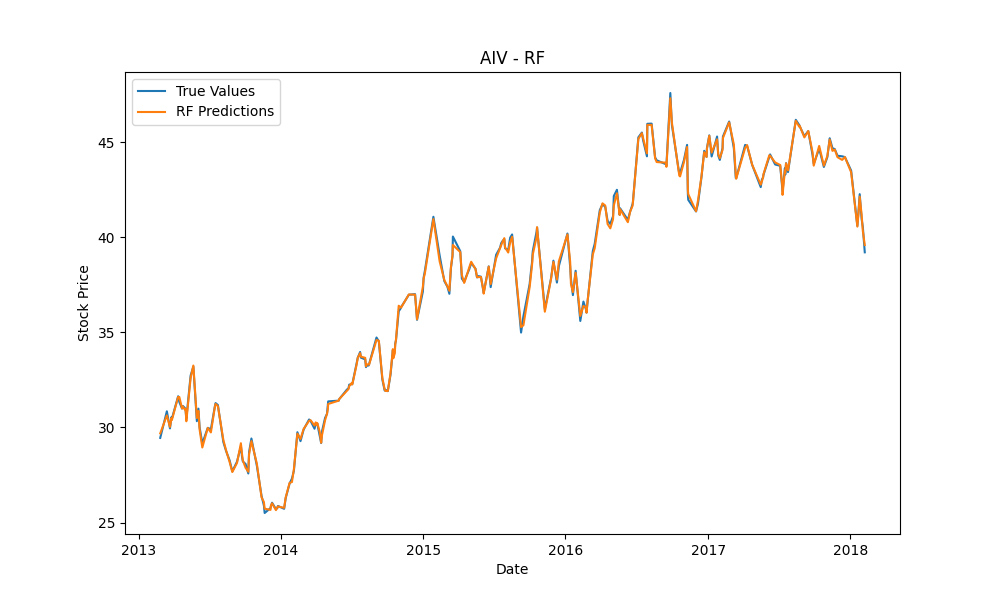 AIV - RF
True Values
RF Predictions
Stock Price
45
40
35
30
25
2013 2014 2015 2016 2017 2018
Date